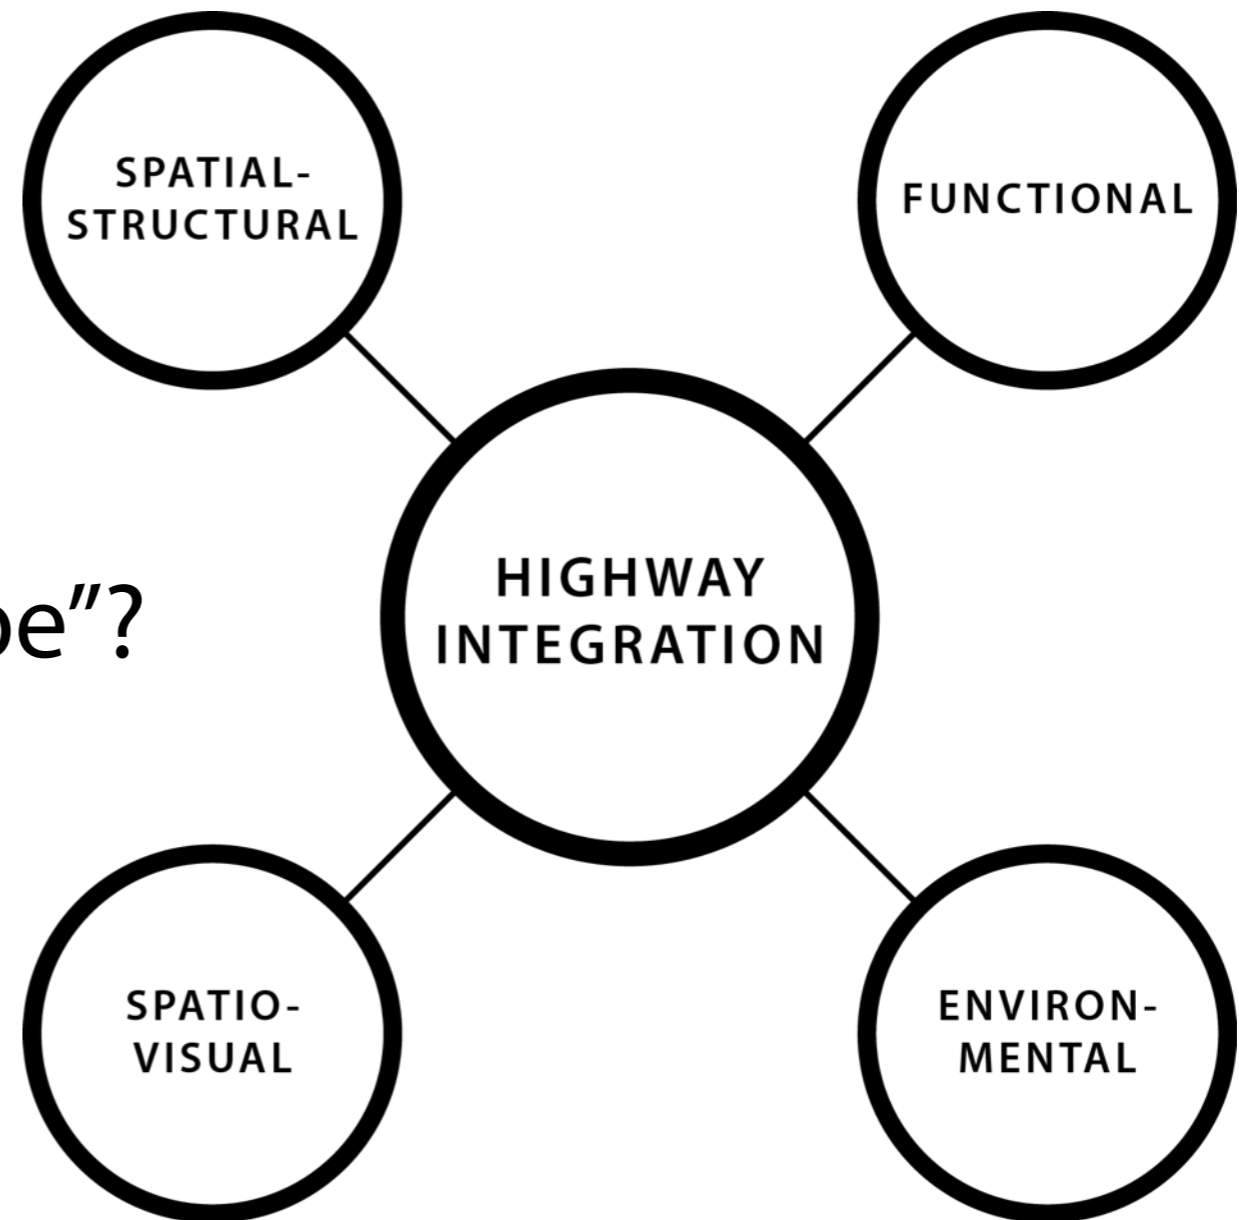 SPATIAL-
STRUCTURAL
FUNCTIONAL
HIGHWAY
INTEGRATION
SPATIO-
VISUAL
ENVIRON-
MENTAL